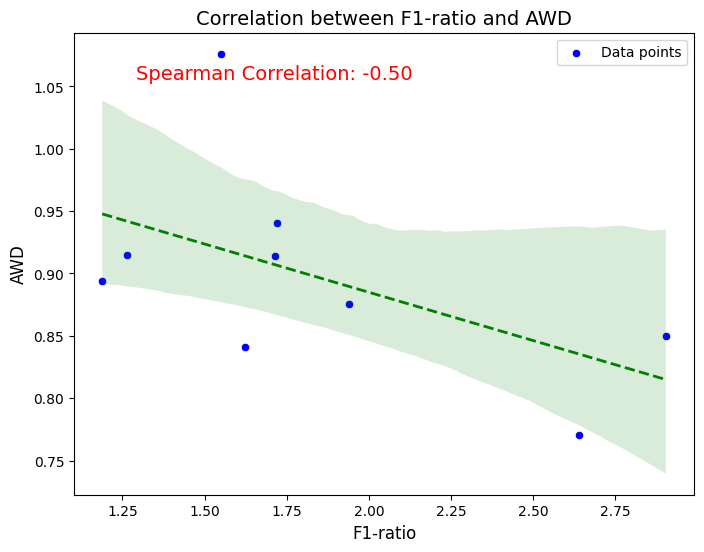 Correlation between F1-ratio and AWD
Data points
Spearman Correlation: -0.50
1.05
1.00
0.95
0.90
0.85
0.80
0.75
AWD
1.25 1.50 1.75 2.00 2.25 2.50 2.75
F1-ratio